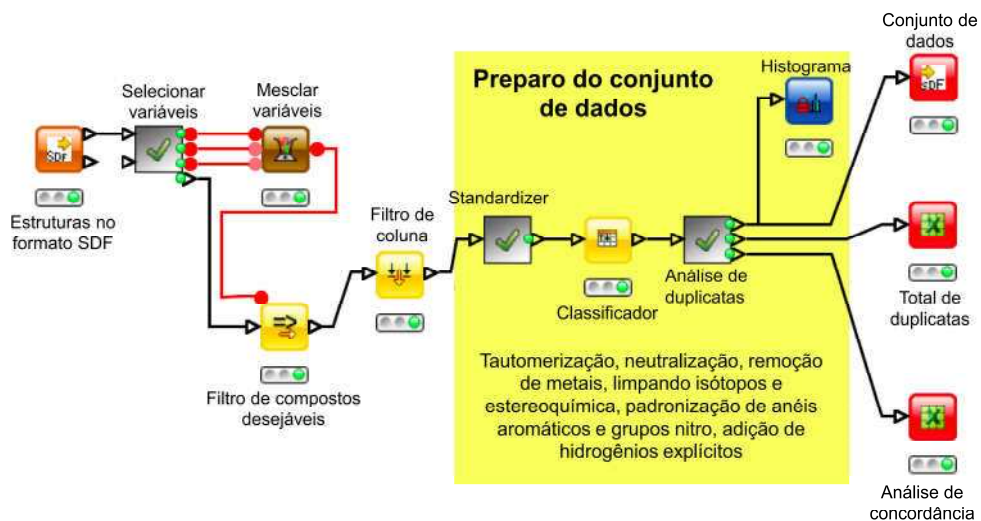 Selecionar
variáveis
Mesclar
variáveis
SDF
Estruturas no
formato SDF
Filtro de compostos
desejáveis
Filtro de
coluna
Preparo do conjunto
de dados
Standardizer
Classificador
Análise de
duplicatas
Histograma
Tautomerização, neutralização, remoção
de metais, limpando isótopos e
estereoquímica, padronização de anéis
aromáticos e grupos nitro, adição de
hidrogênios explícitos
Conjunto de
dados
SDF
Total de
duplicatas
Análise de
concordância